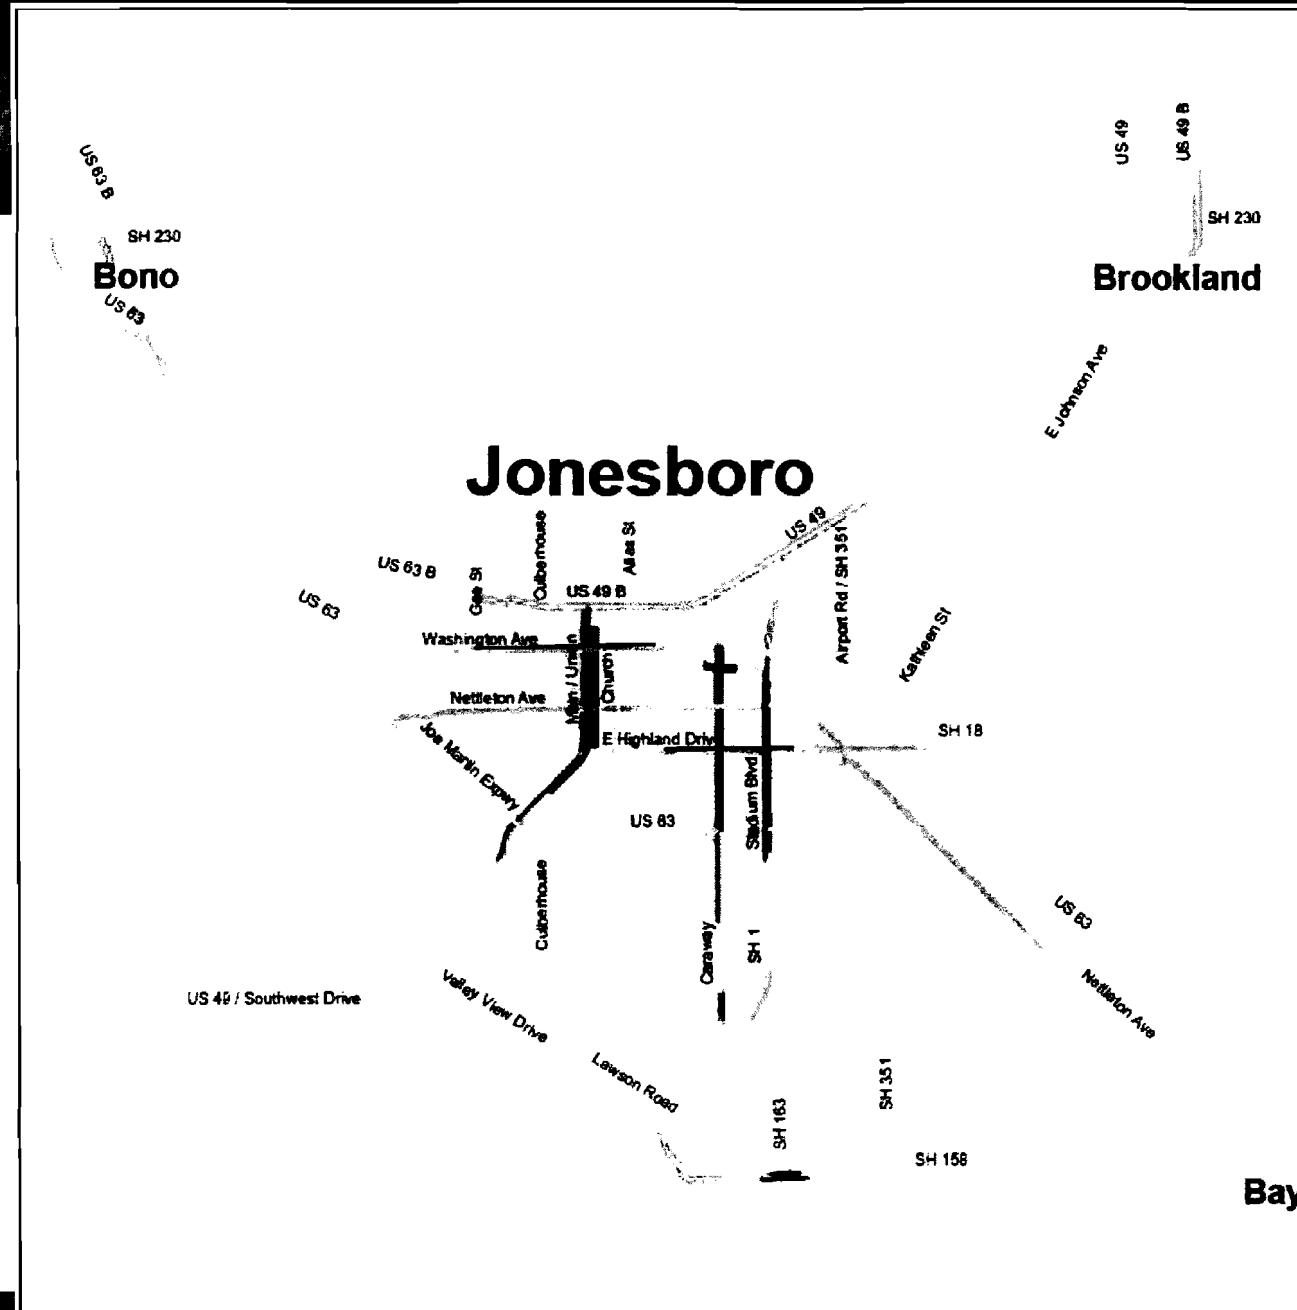 US 49
US 49 B
US 63 B
SH 230
SH 230
Bono
Brookland
US 63
E Johnson Ave
Jonesboro
US 49
Culberhouse
Allas St
Airport Rd / SH 351
US 63 B
Gee St
US 49 B
US 63
Kathleen St
Washington Ave
Main / Union
Church
Nettleton Ave
Joe Martin Expwy
E Highland Drive
SH 18
Stadium Blvd
US 63
Culberhouse
US 63
Caraway
SH 1
Valley View Drive
US 49 / Southwest Drive
Nettleton Ave
Lawson Road
SH 351
SH 163
SH 158
Bay